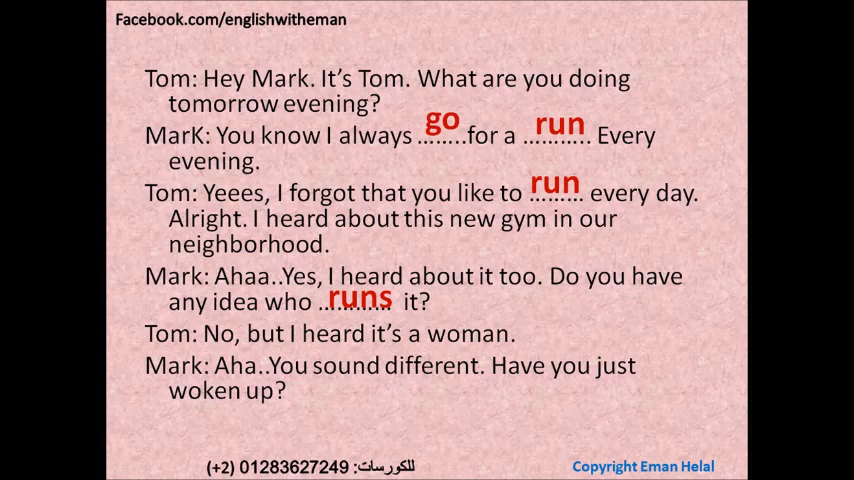 Facebook.com/englishwitheman
Tom: Hey Mark. It's Tom. What are you doing
tomorrow evening?
MarK: You know I always go ........for a run ........... Every
evening.
Tom: Yeees, I forgot that you like to run ......... every day.
Alright. I heard about this new gym in our
neighborhood.
Mark: Ahaa..Yes, I heard about it too. Do you have
any idea who runs ............ it?
Tom: No, but I heard it's a woman.
Mark: Aha..You sound different. Have you just
woken up?
(+2) 01283627249 :للكورسات
Copyright Eman Helal